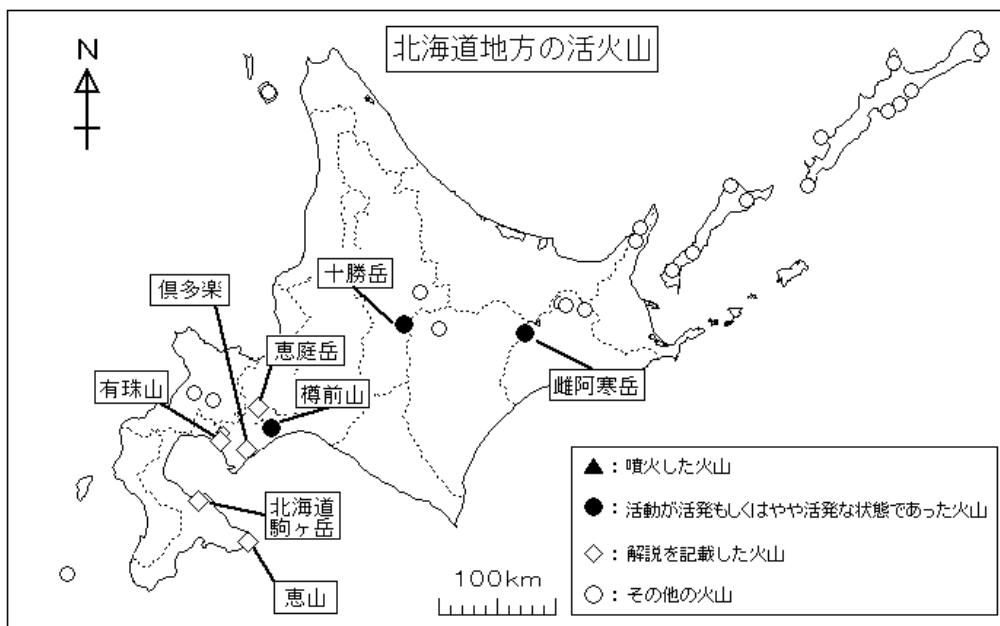 北海道地方の活火山
N
十勝岳
倶多楽
恵庭岳
有珠山
樽前山
雌阿寒岳
北海道
駒ヶ岳
恵山
100km
▲：噴火した火山
●：活動が活発もしくはやや活発な状態であった火山
◇：解説を記載した火山
○：その他の火山